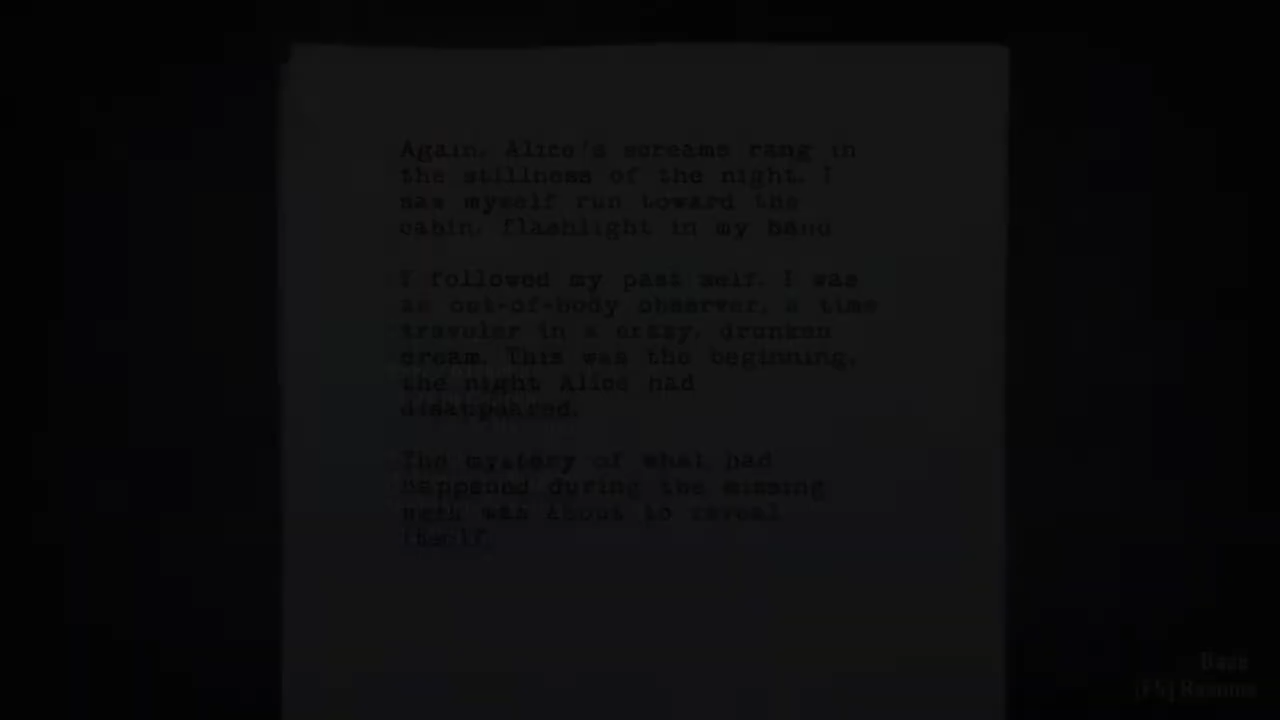 Again, Alice's screams rang in
the stillness of the night. I
saw myself run toward the
cabin, flashlight in my hand
I followed my past self. I was
an out-of-body observer, a time
traveler in a crazy, drunken
dream. This was the beginning,
the night Alice had
disappeared.
The mystery of what had
happened during the missing
week was about to reveal
itself.